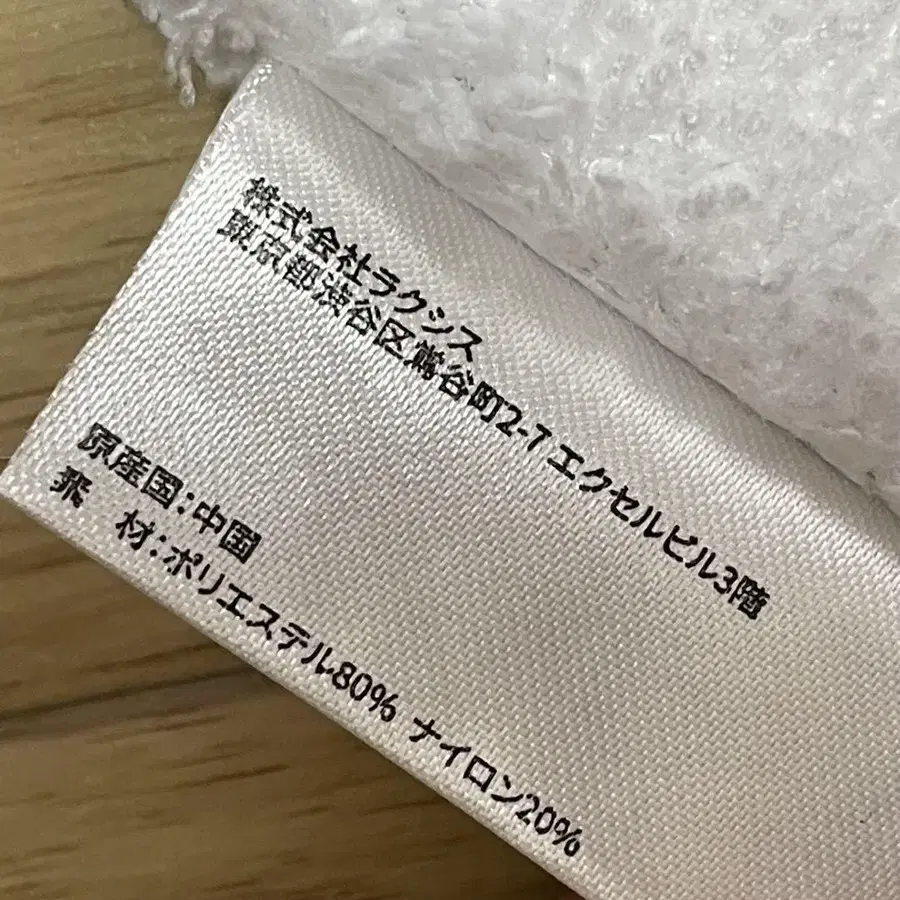 株式会社ラクシス
東京都渋谷区鶯谷町2-7 エクセルビル3階
原産国:中国
素 材:ポリエステル80% ナイロン20%